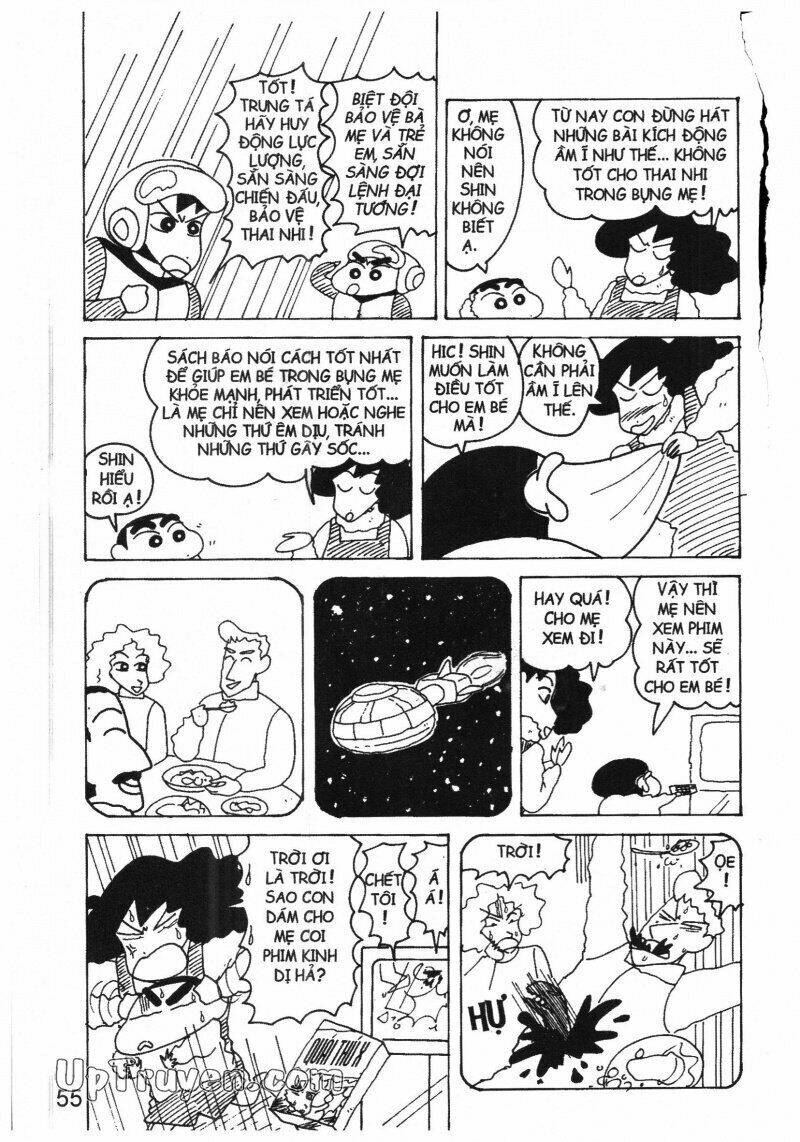 TỪ NAY CON ĐỪNG HÁT
NHỮNG BÀI KÍCH ĐỘNG
ẦM Ĩ NHƯ THẾ... KHÔNG
TỐT CHO THAI NHI
TRONG BỤNG MẸ!
Ơ, MẸ
KHÔNG
NÓI
NÊN
SHIN
KHÔNG
BIẾT
Ạ.
BIỆT ĐỘI
BẢO VỆ BÀ
MẸ VÀ TRẺ
EM, SẴN
SÀNG ĐỢI
LỆNH ĐẠI
TƯỚNG!
TỐT!
TRUNG TÁ
HÃY HUY
ĐỘNG LỰC
LƯỢNG,
SẴN SÀNG
CHIẾN ĐẤU,
BẢO VỆ
THAI NHI!
KHÔNG
CẦN PHẢI
ẦM Ĩ LÊN
THẾ.
HIC! SHIN
MUỐN LÀM
ĐIỀU TỐT
CHO EM BÉ
MÀ!
SÁCH BÁO NÓI CÁCH TỐT NHẤT
ĐỂ GIÚP EM BÉ TRONG BỤNG MẸ
KHỎE MẠNH, PHÁT TRIỂN TỐT...
LÀ MẸ CHỈ NÊN XEM HOẶC NGHE
NHỮNG THỨ ÊM DỊU, TRÁNH
NHỮNG THỨ GÂY SỐC...
SHIN
HIỂU
RỒI Ạ!
VẬY THÌ
MẸ NÊN
XEM PHIM
NÀY... SẼ
RẤT TỐT
CHO EM BÉ!
HAY QUÁ!
CHO MẸ
XEM ĐI!
ỌE
!
TRỜI!
HỰ
Á
Á!
CHẾT
TÔI
!
TRỜI ƠI
LÀ TRỜI!
SAO CON
DÁM CHO
MẸ COI
PHIM KINH
DỊ HẢ?
QUÁI THÚ X
UpTruyen.com
55